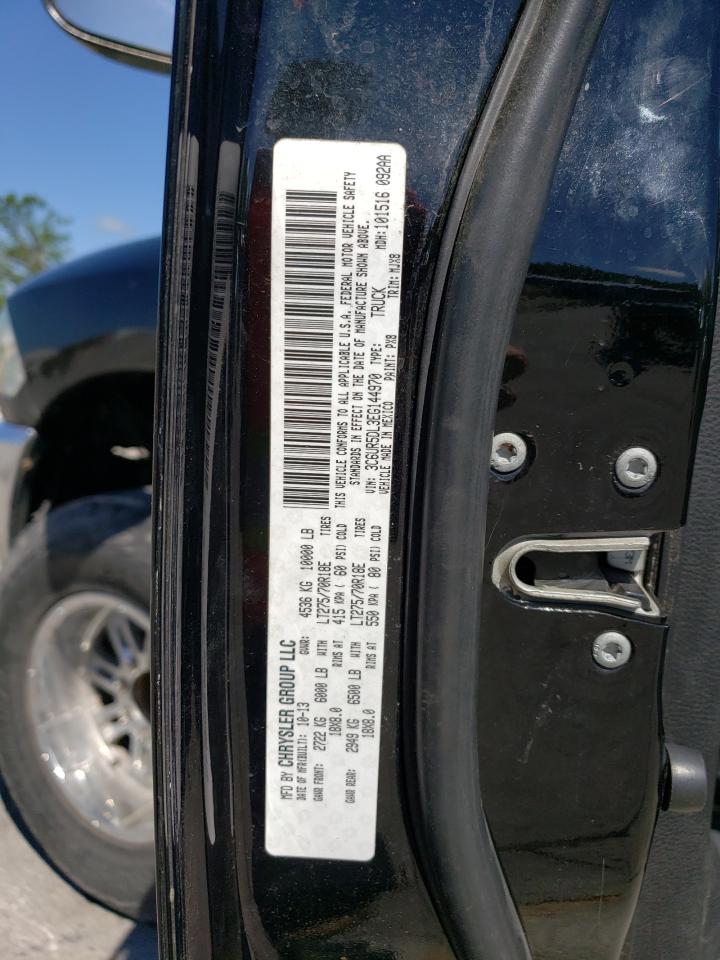 MFD BY CHRYSLER GROUP LLC
DATE OF MFR(BUILT): 10-13 GVWR: 4536 KG 10000 LB
GAWR FRONT: 2722 KG 6000 LB WITH LT275/70R18E TIRES
18X8.0 RIMS AT 415 KPA ( 60 PSI) COLD
GAWR REAR: 2949 KG 6500 LB WITH LT275/70R18E TIRES
18X8.0 RIMS AT 550 KPA ( 80 PSI) COLD
THIS VEHICLE CONFORMS TO ALL APPLICABLE U.S.A. FEDERAL MOTOR VEHICLE SAFETY
STANDARDS IN EFFECT ON THE DATE OF MANUFACTURE SHOWN ABOVE.
VIN: 3C6UR5DL3EG144970 TYPE: TRUCK MDH:101516 092AA
VEHICLE MADE IN MEXICO PAINT: PX8 TRIM: MJX8